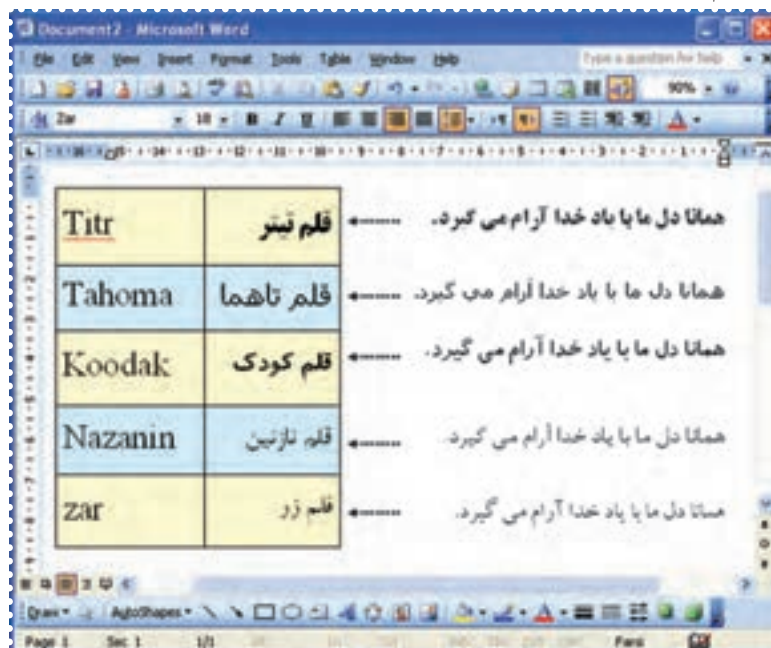 Document2 - Microsoft Word
File Edit View Insert Format Tools Table Window Help Type a question for help
90%
Zar 18 B I U
همانا دل ما با یاد خدا آرام می گیرد. قلم تیتر Titr
همانا دل ما با یاد خدا آرام می گیرد. قلم تاهما Tahoma
همانا دل ما با یاد خدا آرام می گیرد. قلم کودک Koodak
همانا دل ما با یاد خدا آرام می گیرد. قلم نازنین Nazanin
همانا دل ما با یاد خدا آرام می گیرد. قلم زر zar
Draw AutoShapes
Page 1 Sec 1 1/1 Farsi